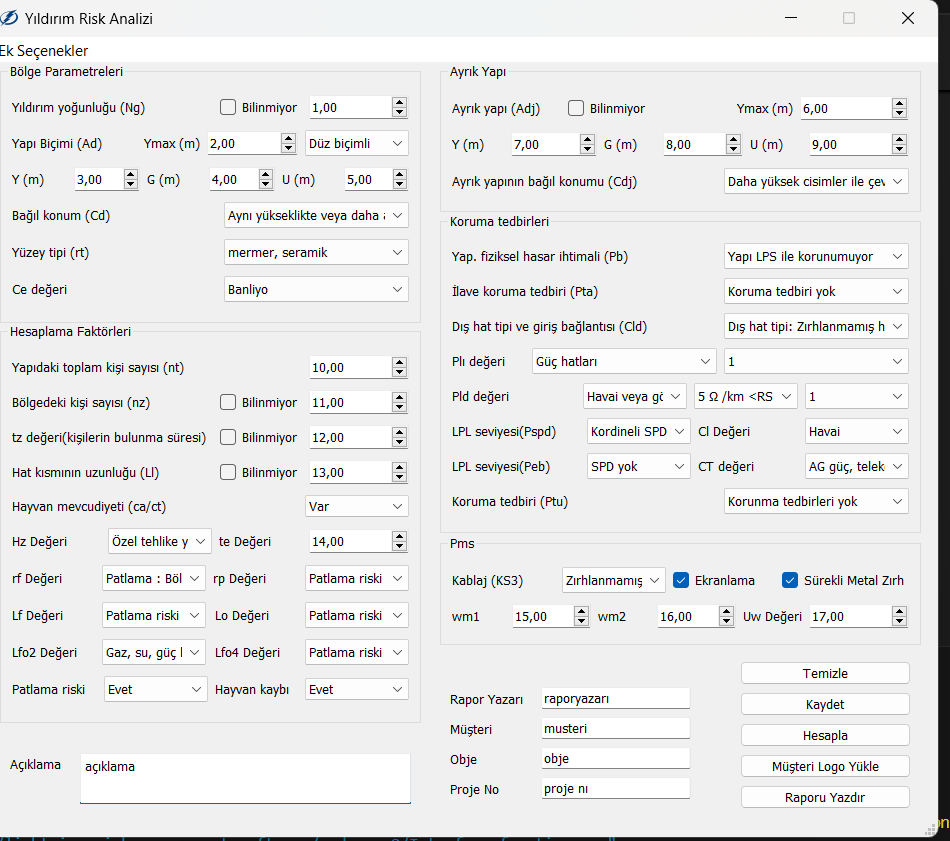 Yıldırım Risk Analizi
Ek Seçenekler
Bölge Parametreleri
Yıldırım yoğunluğu (Ng) Bilinmiyor 1,00
Yapı Biçimi (Ad) Ymax (m) 2,00 Düz biçimli
Y (m) 3,00 G (m) 4,00 U (m) 5,00
Bağıl konum (Cd) Aynı yükseklikte veya daha a
Yüzey tipi (rt) mermer, seramik
Ce değeri Banliyo
Hesaplama Faktörleri
Yapıdaki toplam kişi sayısı (nt) 10,00
Bölgedeki kişi sayısı (nz) Bilinmiyor 11,00
tz değeri(kişilerin bulunma süresi) Bilinmiyor 12,00
Hat kısmının uzunluğu (Ll) Bilinmiyor 13,00
Hayvan mevcudiyeti (ca/ct) Var
Hz Değeri Özel tehlike y te Değeri 14,00
rf Değeri Patlama : Böl rp Değeri Patlama riski
Lf Değeri Patlama riski Lo Değeri Patlama riski
Lfo2 Değeri Gaz, su, güç l Lfo4 Değeri Patlama riski
Patlama riski Evet Hayvan kaybı Evet
Açıklama açıklama
Ayrık Yapı
Ayrık yapı (Adj) Bilinmiyor Ymax (m) 6,00
Y (m) 7,00 G (m) 8,00 U (m) 9,00
Ayrık yapının bağıl konumu (Cdj) Daha yüksek cisimler ile çev
Koruma tedbirleri
Yap. fiziksel hasar ihtimali (Pb) Yapı LPS ile korunumuyor
İlave koruma tedbiri (Pta) Koruma tedbiri yok
Dış hat tipi ve giriş bağlantısı (Cld) Dış hat tipi: Zırhlanmamış h
Plı değeri Güç hatları 1
Pld değeri Havai veya gö 5 Ω /km <RS 1
LPL seviyesi(Pspd) Kordineli SPD Cl Değeri Havai
LPL seviyesi(Peb) SPD yok CT değeri AG güç, telek
Koruma tedbiri (Ptu) Korunma tedbirleri yok
Pms
Kablaj (KS3) Zırhlanmamış Ekranlama Sürekli Metal Zırh
wm1 15,00 wm2 16,00 Uw Değeri 17,00
Rapor Yazarı raporyazarı
Müşteri musteri
Obje obje
Proje No proje nı
Temizle
Kaydet
Hesapla
Müşteri Logo Yükle
Raporu Yazdır